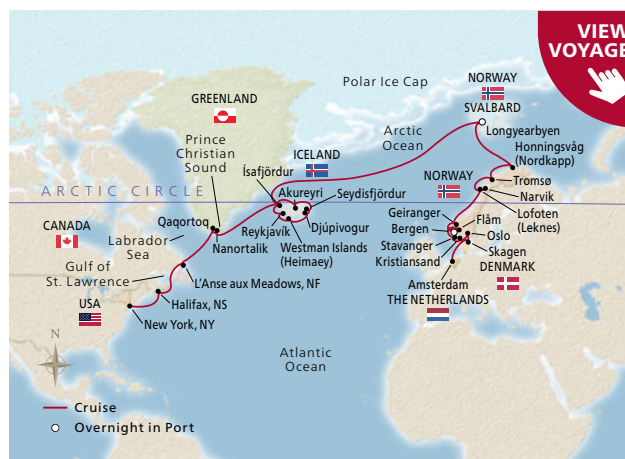 VIEW
VOYAGE
Polar Ice Cap
NORWAY
SVALBARD
GREENLAND
Longyearbyen
Prince
Christian
Sound
Arctic
Ocean
Honningsvåg
(Nordkapp)
ICELAND
Ísafjördur
Akureyri
Seydisfjördur
NORWAY
Tromsø
Narvik
ARCTIC CIRCLE
Lofoten
(Leknes)
CANADA
Qaqortoq
Labrador
Sea
Nanortalik
Reykjavík
Djúpivogur
Westman Islands
(Heimaey)
Geiranger
Bergen
Flåm
Oslo
Stavanger
Skagen
Kristiansand
DENMARK
Gulf of
St. Lawrence
L'Anse aux Meadows, NF
Amsterdam
THE NETHERLANDS
USA
Halifax, NS
New York, NY
N
Atlantic
Ocean
Cruise
Overnight in Port